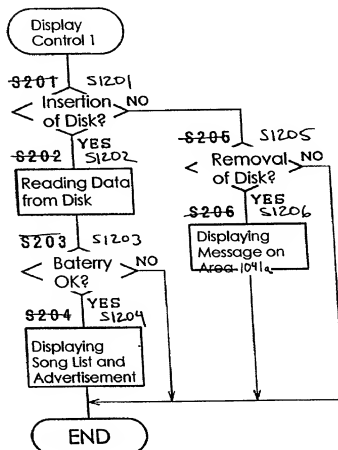 Display
Control 1
S201 S1201
Insertion
of Disk?
NO
YES
S202 S1202
Reading Data
from Disk
S203 S1203
Baterry
OK?
NO
YES
S204 S1204
Displaying
Song List and
Advertisement
S205 S1205
Removal
of Disk?
NO
YES
S206 S1206
Displaying
Message on
Area 1041a
END